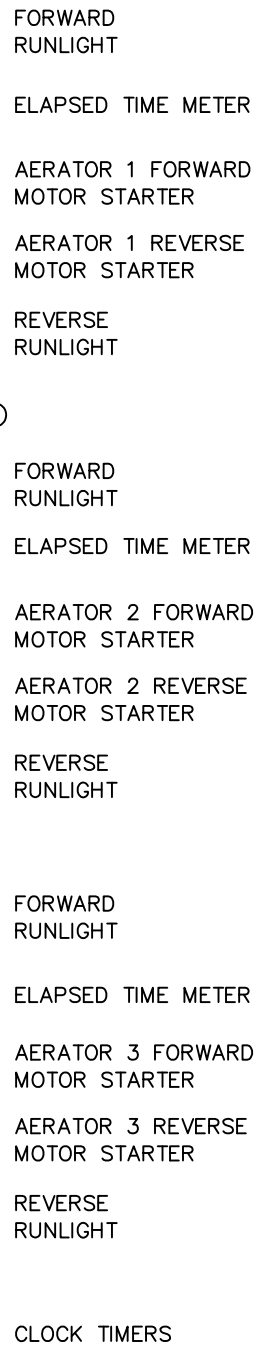 FORWARD
RUNLIGHT
ELAPSED TIME METER
AERATOR 1 FORWARD
MOTOR STARTER
AERATOR 1 REVERSE
MOTOR STARTER
REVERSE
RUNLIGHT
FORWARD
RUNLIGHT
ELAPSED TIME METER
AERATOR 2 FORWARD
MOTOR STARTER
AERATOR 2 REVERSE
MOTOR STARTER
REVERSE
RUNLIGHT
FORWARD
RUNLIGHT
ELAPSED TIME METER
AERATOR 3 FORWARD
MOTOR STARTER
AERATOR 3 REVERSE
MOTOR STARTER
REVERSE
RUNLIGHT
CLOCK TIMERS